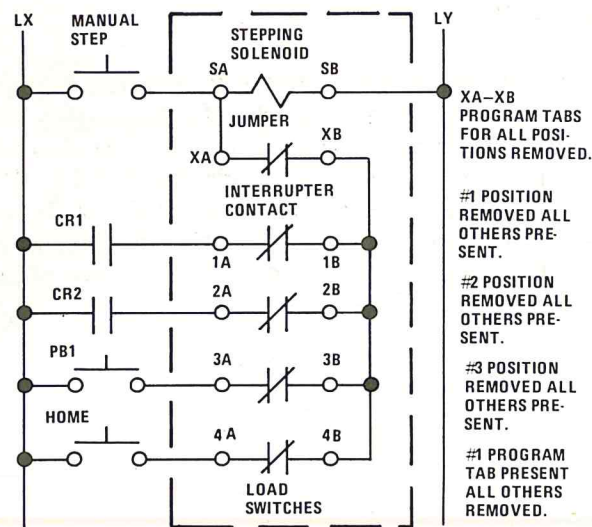 LX
MANUAL
STEP
LY
STEPPING
SOLENOID
SA
SB
JUMPER
XA
XB
INTERRUPTER
CONTACT
CR1
1A
1B
CR2
2A
2B
PB1
3A
3B
HOME
4A
4B
LOAD
SWITCHES
XA–XB
PROGRAM TABS
FOR ALL POSI-
TIONS REMOVED.
#1 POSITION
REMOVED ALL
OTHERS PRE-
SENT.
#2 POSITION
REMOVED ALL
OTHERS PRE-
SENT.
#3 POSITION
REMOVED ALL
OTHERS PRE-
SENT.
#1 PROGRAM
TAB PRESENT
ALL OTHERS
REMOVED.